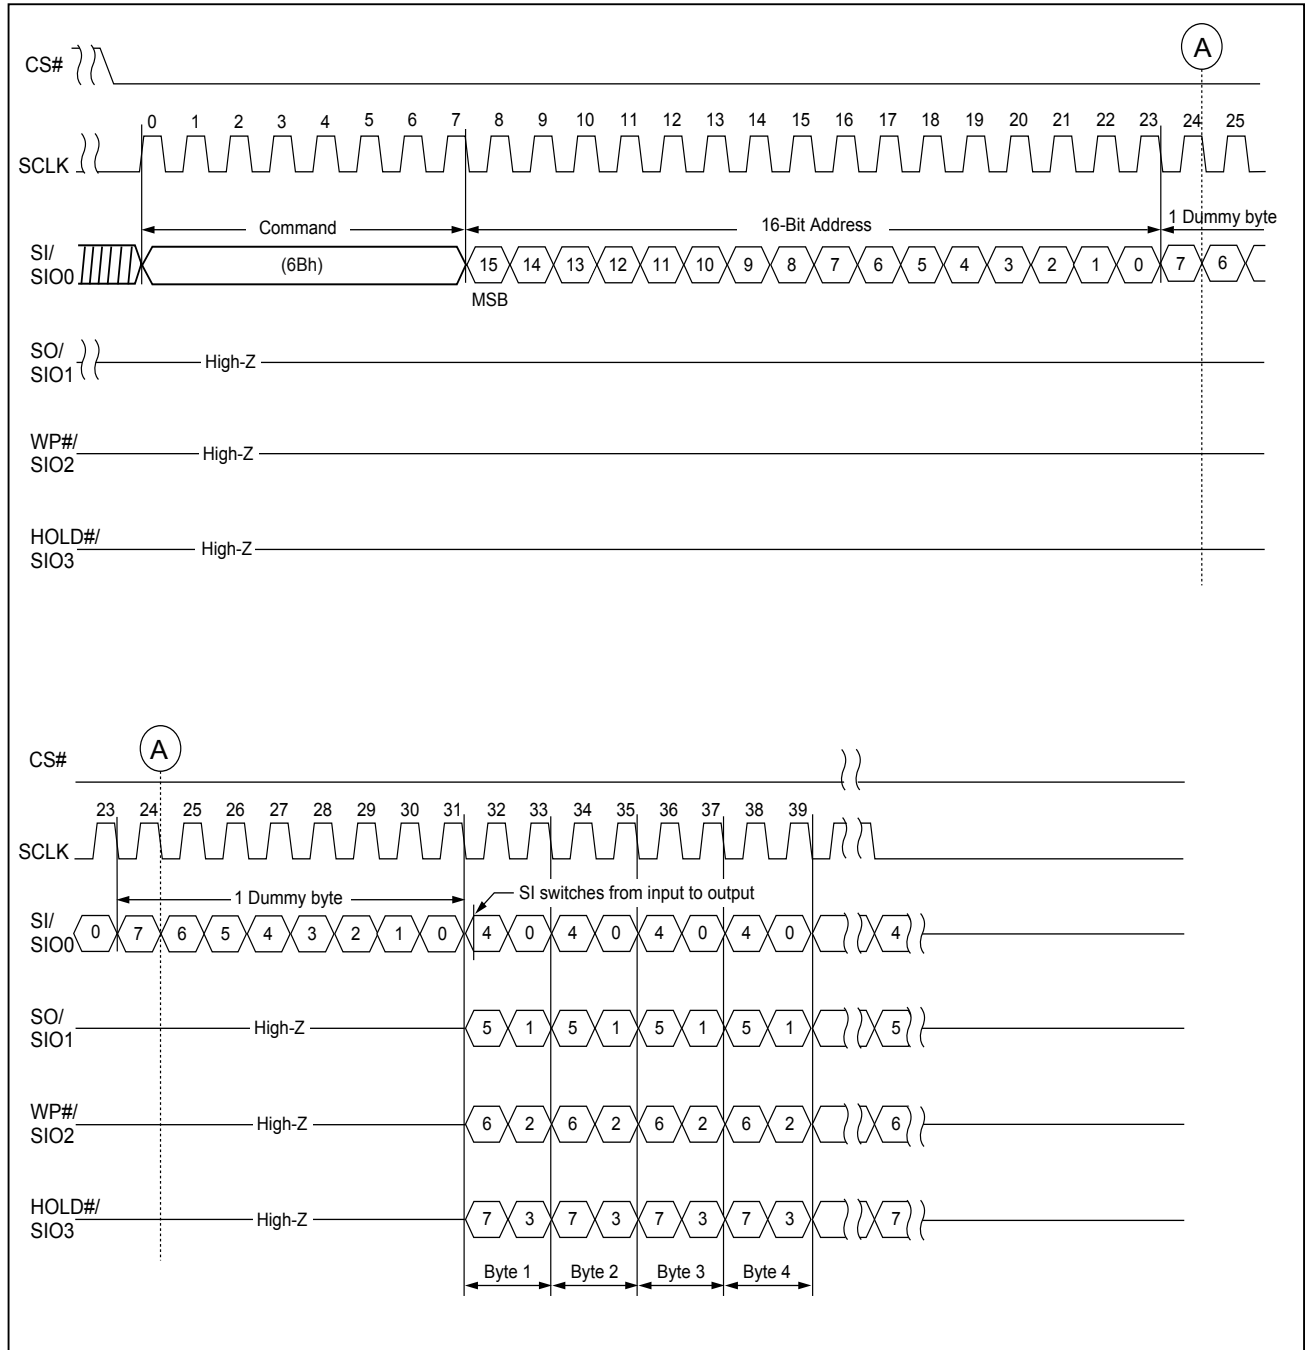 A
CS#
0 1 2 3 4 5 6 7 8 9 10 11 12 13 14 15 16 17 18 19 20 21 22 23 24 25
SCLK
Command 16-Bit Address 1 Dummy byte
SI/
SIO0
(6Bh) 15 14 13 12 11 10 9 8 7 6 5 4 3 2 1 0 7 6
MSB
SO/
SIO1
High-Z
WP#/
SIO2
High-Z
HOLD#/
SIO3
High-Z
A
CS#
23 24 25 26 27 28 29 30 31 32 33 34 35 36 37 38 39
SCLK
1 Dummy byte SI switches from input to output
SI/
SIO0
0 7 6 5 4 3 2 1 0 4 0 4 0 4 0 4 0 4
SO/
SIO1
High-Z 5 1 5 1 5 1 5 1 5
WP#/
SIO2
High-Z 6 2 6 2 6 2 6 2 6
HOLD#/
SIO3
High-Z 7 3 7 3 7 3 7 3 7
Byte 1 Byte 2 Byte 3 Byte 4